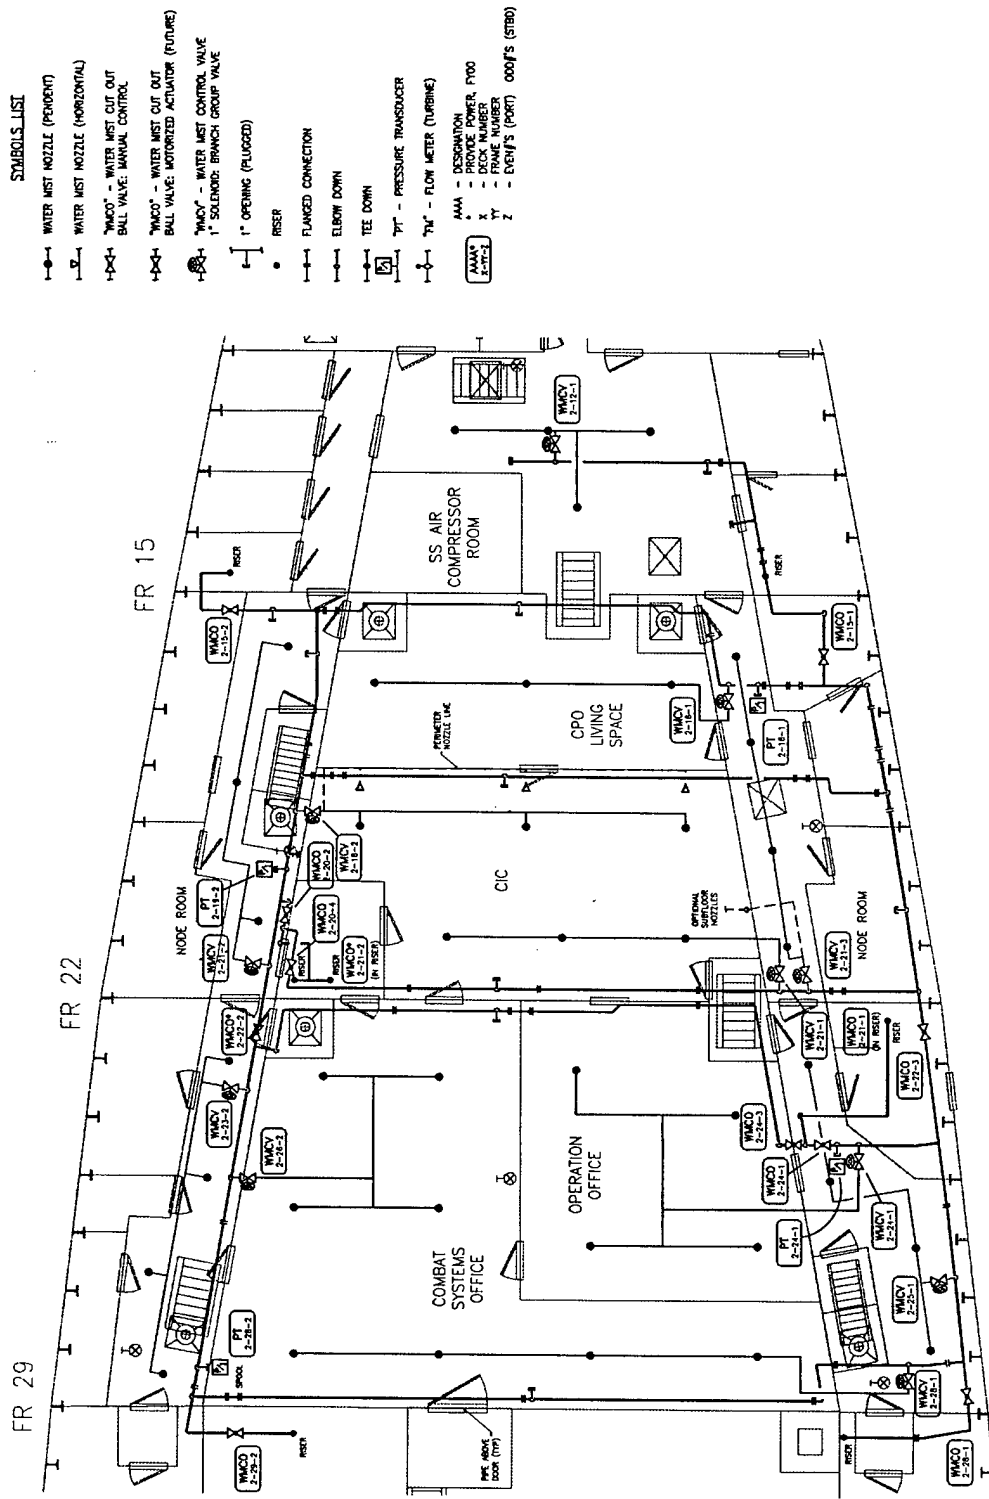 SYMBOLS LIST
WATER MIST NOZZLE (PENDENT)
WATER MIST NOZZLE (HORIZONTAL)
"WMCO" - WATER MIST CUT OUT
BALL VALVE: MANUAL CONTROL
"WMCO" - WATER MIST CUT OUT
BALL VALVE: MOTORIZED ACTUATOR (FUTURE)
"WMCV" - WATER MIST CONTROL VALVE
1" SOLENOID: BRANCH GROUP VALVE
1" OPENING (PLUGGED)
RISER
FLANGED CONNECTION
ELBOW DOWN
TEE DOWN
"PT" - PRESSURE TRANSDUCER
"FM" - FLOW METER (TURBINE)
AAAA*
X-YY-Z
AAAA - DESIGNATION
* - PROVIDE POWER, FY00
X - DECK NUMBER
YY - FRAME NUMBER
Z - EVEN#'S (PORT) ODD#'S (STBD)
FR 15
FR 22
FR 29
RISER
WMCO
2-15-2
SS AIR
COMPRESSOR
ROOM
WMCV
2-12-1
RISER
WMCO
2-15-1
PERIMETER
NOZZLE LINE
CPO
LIVING
SPACE
WMCV
2-16-1
PT
2-18-1
NODE ROOM
PT
2-19-2
WMCV
2-21-2
WMCO
2-20-2
WMCV
2-18-2
WMCO
2-20-4
RISER
RISER
WMCO*
2-21-2
(IN RISER)
CIC
OPTIONAL
SUBFLOOR
NOZZLES
WMCV
2-21-3
NODE ROOM
WMCO*
2-22-2
WMCV
2-23-2
WMCV
2-26-2
WMCV
2-21-1
WMCO
2-21-1
(IN RISER)
RISER
WMCO
2-22-3
WMCO
2-24-3
WMCO
2-24-1
OPERATION
OFFICE
PT
2-24-1
WMCV
2-24-1
COMBAT
SYSTEMS
OFFICE
WMCV
2-25-1
PT
2-28-2
SPOOL
WMCV
2-28-1
WMCO
2-29-2
RISER
PIPE ABOVE
DOOR (TYP)
RISER
WMCO
2-28-1